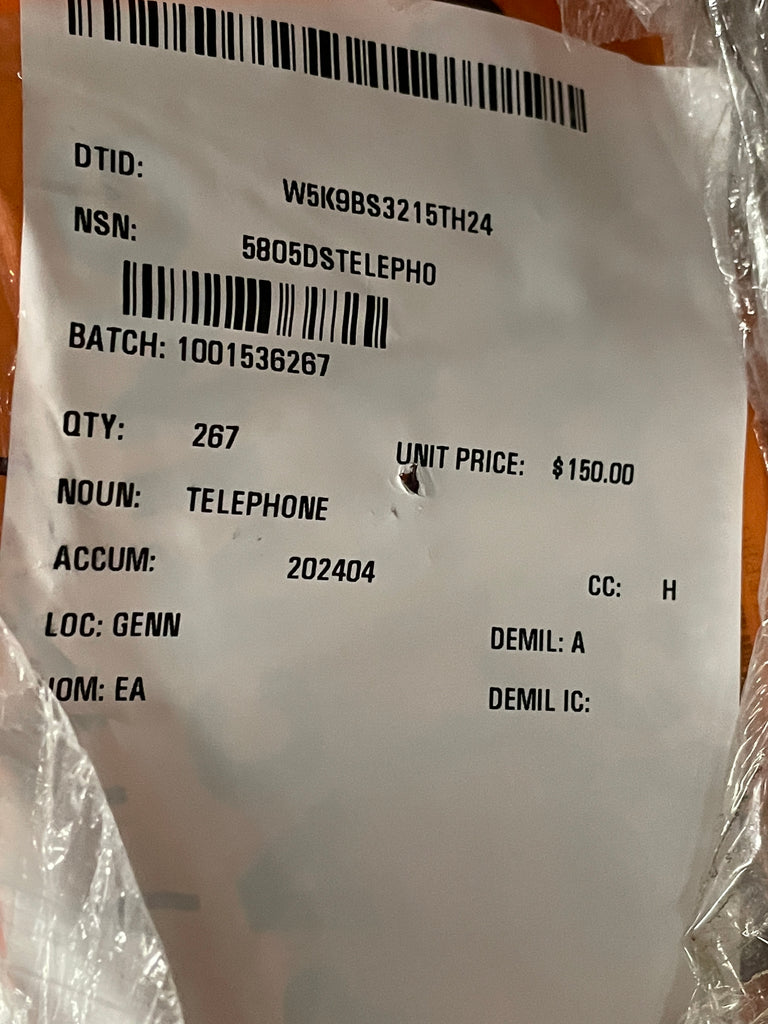 DTID: W5K9BS3215TH24
NSN: 5805DSTELEPHO
BATCH: 1001536267
QTY: 267 UNIT PRICE: $150.00
NOUN: TELEPHONE
ACCUM: 202404 CC: H
LOC: GENN DEMIL: A
OM: EA DEMIL IC: